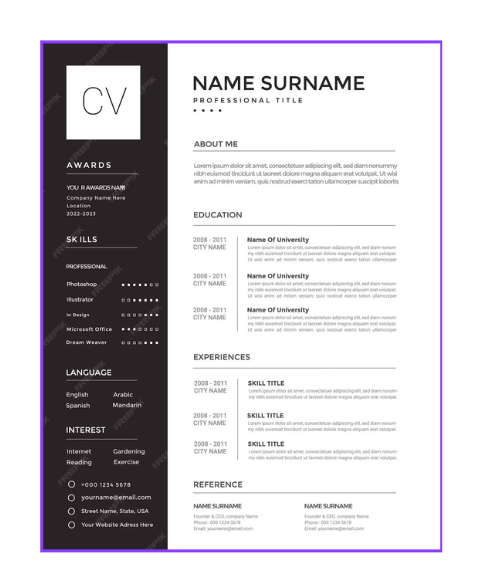 CV
AWARDS
YOU R AWARDSNAME
Company Name Here
Location
2022-2023
SKILLS
PROFESSIONAL
Photoshop
Illustrator
In Design
Microsoft Office
Dream Weaver
LANGUAGE
English Arabic
Spanish Mandarin
INTEREST
Internet Gardening
Reading Exercise
+000 1234 5678
yourname@email.com
Street Name, State, USA
Your Website Adress Here
NAME SURNAME
PROFESSIONAL TITLE
ABOUT ME
Lorem ipsum dolor sit amet, consectetuer adipiscing elit, sed diam nonummy
nibh euismod tincidunt ut laoreet dolore magna aliquam erat volutpat. Ut wisi
enim ad minim veniam, quis nostrud exerci tation ullamcorper suscipit lobortis
EDUCATION
2008 - 2011 Name Of University
CITY NAME Lorem ipsum dolor sit amet, consectetuer adipiscing elit, sed diam nonum-
my nibh euismod tincidunt ut laoreet dolore magna aliquam erat volutpat.
Ut wisi enim ad minim veniam, quis nostrud exerci tation ullamcorper
2008 - 2011 Name Of University
CITY NAME Lorem ipsum dolor sit amet, consectetuer adipiscing elit, sed diam nonum-
my nibh euismod tincidunt ut laoreet dolore magna aliquam erat volutpat.
Ut wisi enim ad minim veniam, quis nostrud exerci tation ullamcorper
2008 - 2011 Name Of University
CITY NAME Lorem ipsum dolor sit amet, consectetuer adipiscing elit, sed diam nonum-
my nibh euismod tincidunt ut laoreet dolore magna aliquam erat volutpat.
Ut wisi enim ad minim veniam, quis nostrud exerci tation ullamcorper
EXPERIENCES
2008 - 2011 SKILL TITLE
CITY NAME Lorem ipsum dolor sit amet, consectetuer adipiscing elit, sed diam nonum-
my nibh euismod tincidunt ut laoreet dolore magna aliquam erat volutpat.
2008 - 2011 SKILL TITLE
CITY NAME Lorem ipsum dolor sit amet, consectetuer adipiscing elit, sed diam nonum-
my nibh euismod tincidunt ut laoreet dolore magna aliquam erat volutpat.
2008 - 2011 SKILL TITLE
CITY NAME Lorem ipsum dolor sit amet, consectetuer adipiscing elit, sed diam nonum-
my nibh euismod tincidunt ut laoreet dolore magna aliquam erat volutpat.
REFERENCE
NAME SURNAME NAME SURNAME
Founder & CEO, company Name Founder & CEO, company Name
Phone:- 000 1234 5678 Phone:- 000 1234 5678
Email: yourname@email.com Email: yourname@email.com